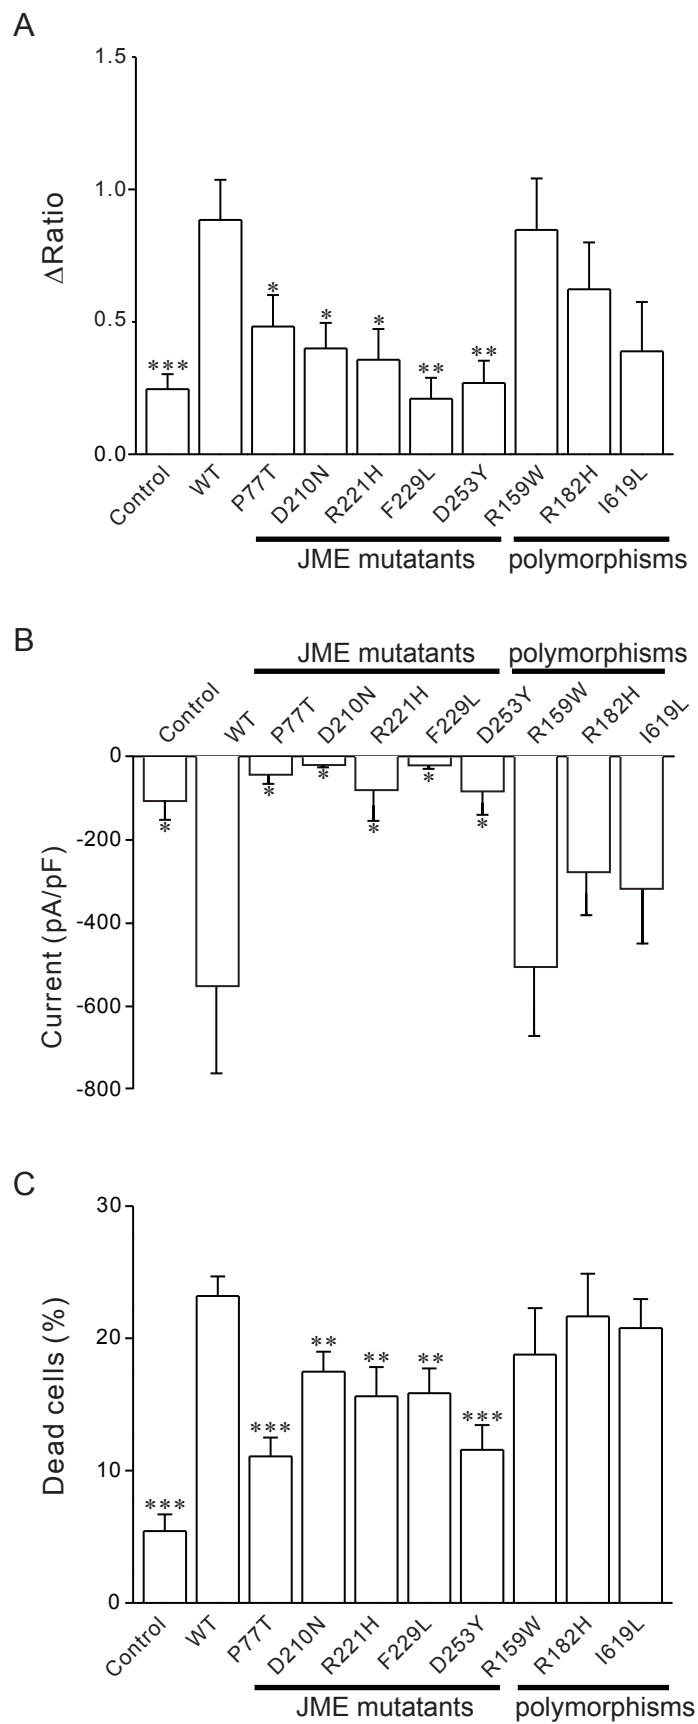 A
1.5
1.0
0.5
0.0
ΔRatio
***
*
*
*
**
**
Control
WT
P77T
D210N
R221H
F229L
D253Y
R159W
R182H
I619L
JME mutatants
polymorphisms
B
JME mutatants
polymorphisms
Control
WT
P77T
D210N
R221H
F229L
D253Y
R159W
R182H
I619L
0
-200
-400
-600
-800
Current (pA/pF)
*
*
*
*
*
*
C
30
20
10
0
Dead cells (%)
***
***
**
**
**
***
Control
WT
P77T
D210N
R221H
F229L
D253Y
R159W
R182H
I619L
JME mutatants
polymorphisms